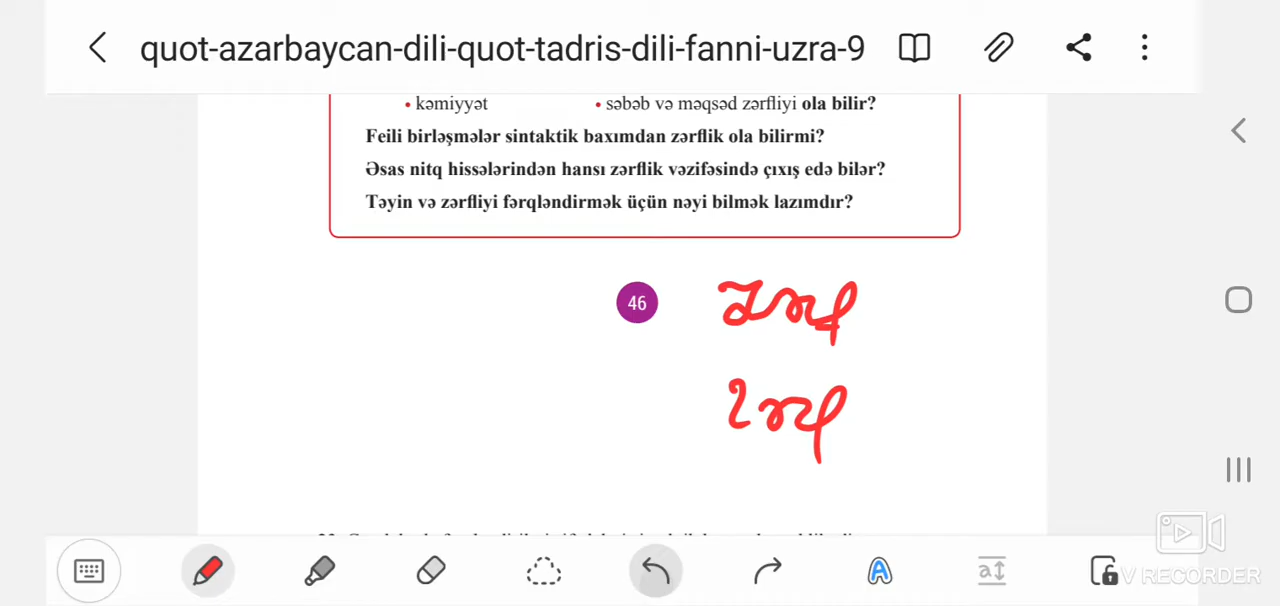 quot-azarbaycan-dili-quot-tadris-dili-fanni-uzra-9
• kəmiyyət • səbəb və məqsəd zərfliyi ola bilir?
Feili birləşmələr sintaktik baxımdan zərflik ola bilirmi?
Əsas nitq hissələrindən hansı zərflik vəzifəsində çıxış edə bilər?
Təyin və zərfliyi fərqləndirmək üçün nəyi bilmək lazımdır?
46
zərf
zərf
V RECORDER